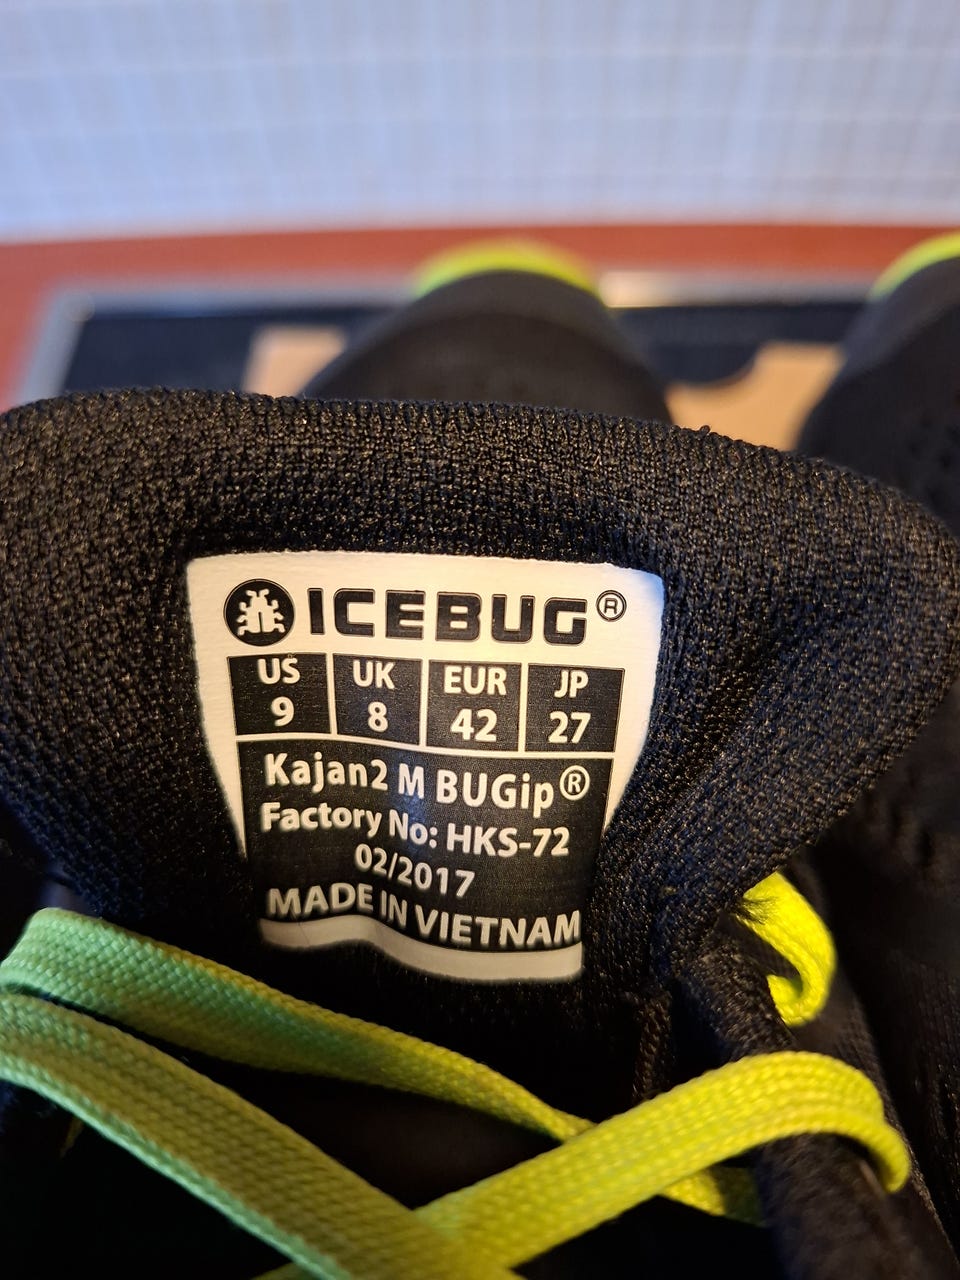 ICEBUG®
US UK EUR JP
9 8 42 27
Kajan2 M BUGip®
Factory No: HKS-72
02/2017
MADE IN VIETNAM